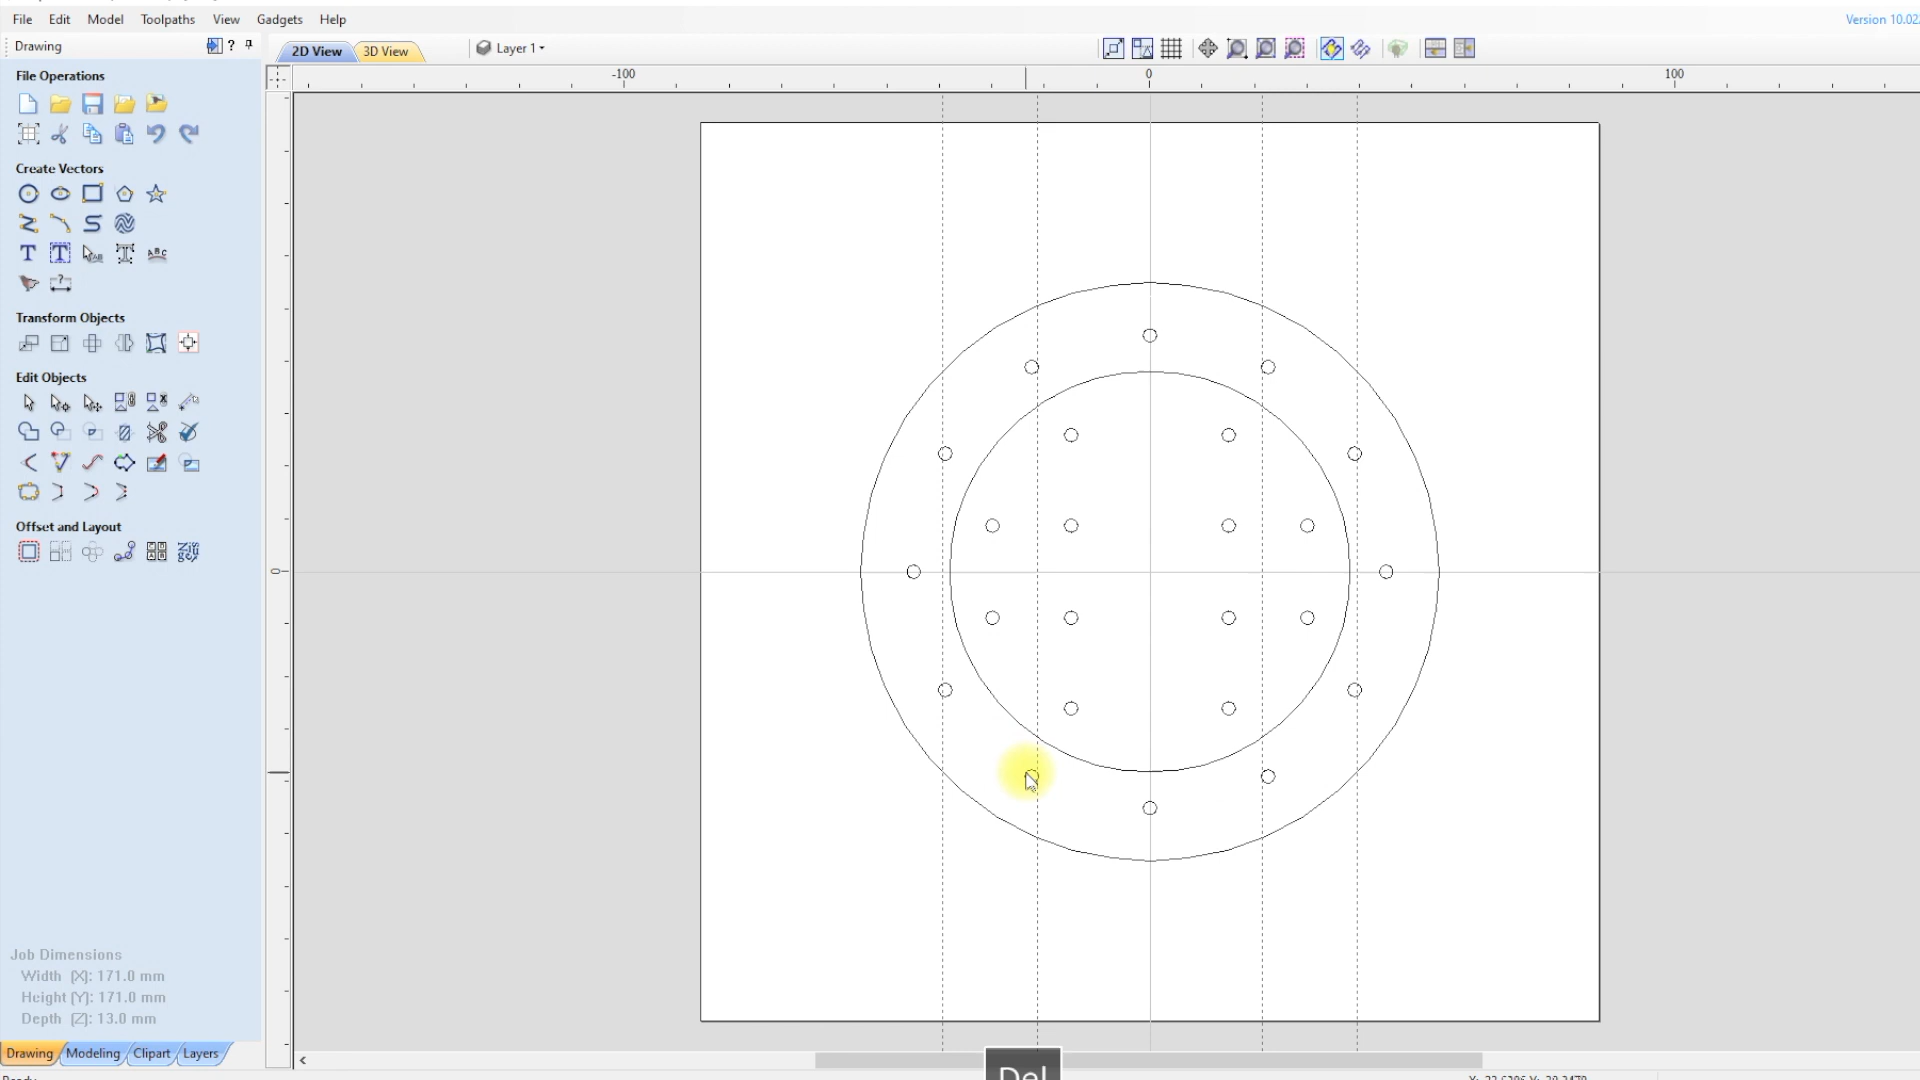 File Edit Model Toolpaths View Gadgets Help
Version 10.02
Drawing ?
2D View 3D View Layer 1
-100 0 100
File Operations
Create Vectors
Transform Objects
Edit Objects
Offset and Layout
0
Job Dimensions
Width (X): 171.0 mm
Height (Y): 171.0 mm
Depth (Z): 13.0 mm
Drawing Modeling Clipart Layers
Del